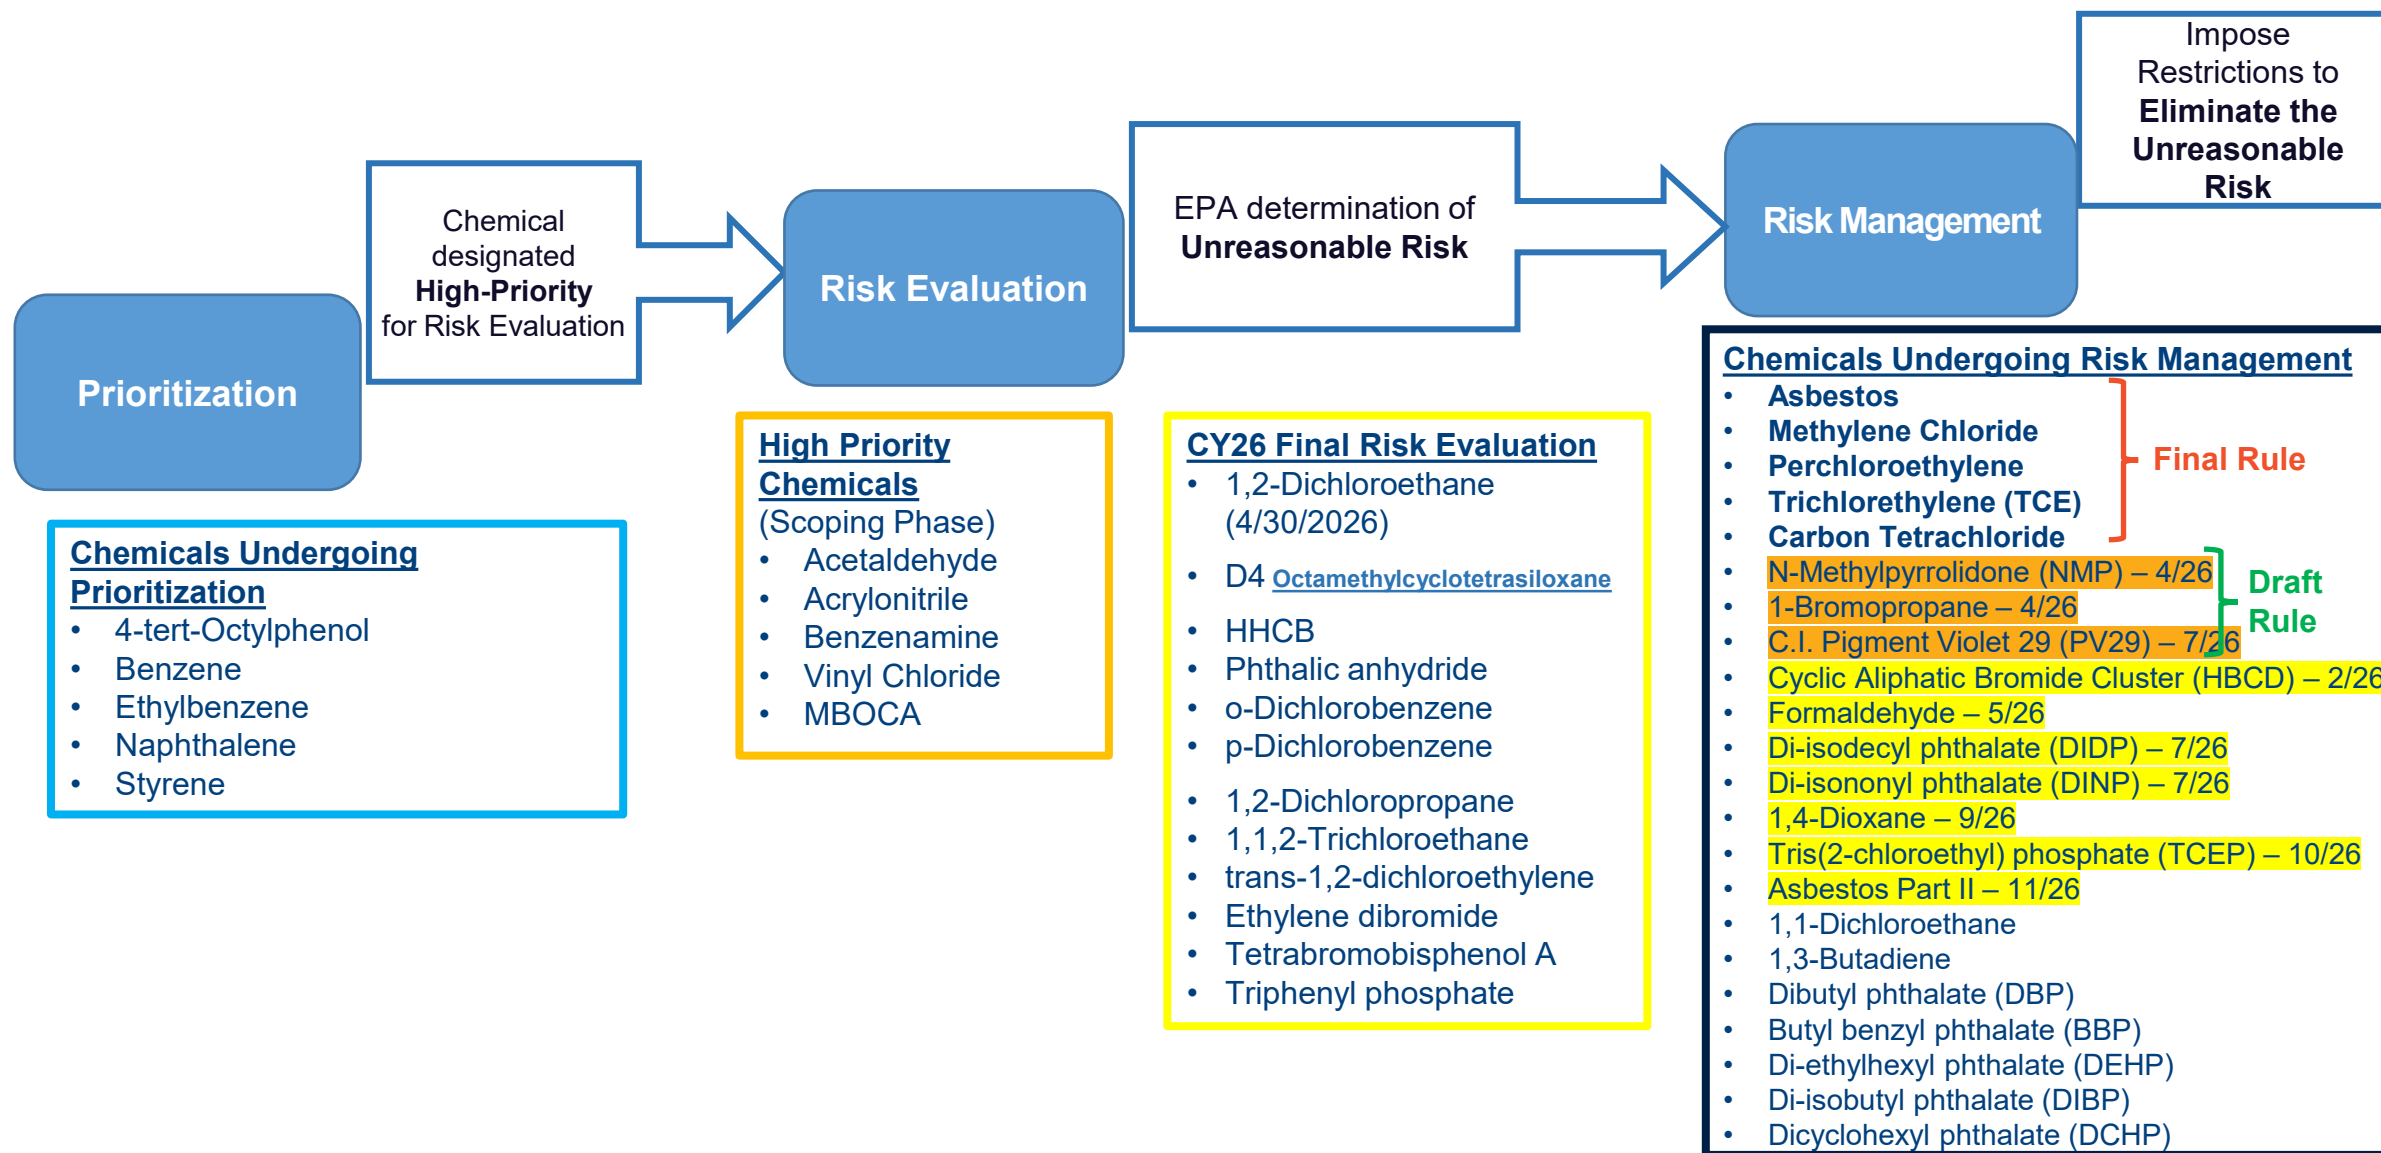 Prioritization
Chemical
designated
High-Priority
for Risk Evaluation
Risk Evaluation
EPA determination of
Unreasonable Risk
Risk Management
Impose
Restrictions to
Eliminate the
Unreasonable
Risk
Chemicals Undergoing
Prioritization
• 4-tert-Octylphenol
• Benzene
• Ethylbenzene
• Naphthalene
• Styrene
High Priority
Chemicals
(Scoping Phase)
• Acetaldehyde
• Acrylonitrile
• Benzenamine
• Vinyl Chloride
• MBOCA
CY26 Final Risk Evaluation
• 1,2-Dichloroethane
(4/30/2026)
• D4 Octamethylcyclotetrasiloxane
• HHCB
• Phthalic anhydride
• o-Dichlorobenzene
• p-Dichlorobenzene
• 1,2-Dichloropropane
• 1,1,2-Trichloroethane
• trans-1,2-dichloroethylene
• Ethylene dibromide
• Tetrabromobisphenol A
• Triphenyl phosphate
Chemicals Undergoing Risk Management
• Asbestos
• Methylene Chloride
• Perchloroethylene
• Trichlorethylene (TCE)
• Carbon Tetrachloride
Final Rule
• N-Methylpyrrolidone (NMP) – 4/26
• 1-Bromopropane – 4/26
• C.I. Pigment Violet 29 (PV29) – 7/26
Draft
Rule
• Cyclic Aliphatic Bromide Cluster (HBCD) – 2/26
• Formaldehyde – 5/26
• Di-isodecyl phthalate (DIDP) – 7/26
• Di-isononyl phthalate (DINP) – 7/26
• 1,4-Dioxane – 9/26
• Tris(2-chloroethyl) phosphate (TCEP) – 10/26
• Asbestos Part II – 11/26
• 1,1-Dichloroethane
• 1,3-Butadiene
• Dibutyl phthalate (DBP)
• Butyl benzyl phthalate (BBP)
• Di-ethylhexyl phthalate (DEHP)
• Di-isobutyl phthalate (DIBP)
• Dicyclohexyl phthalate (DCHP)